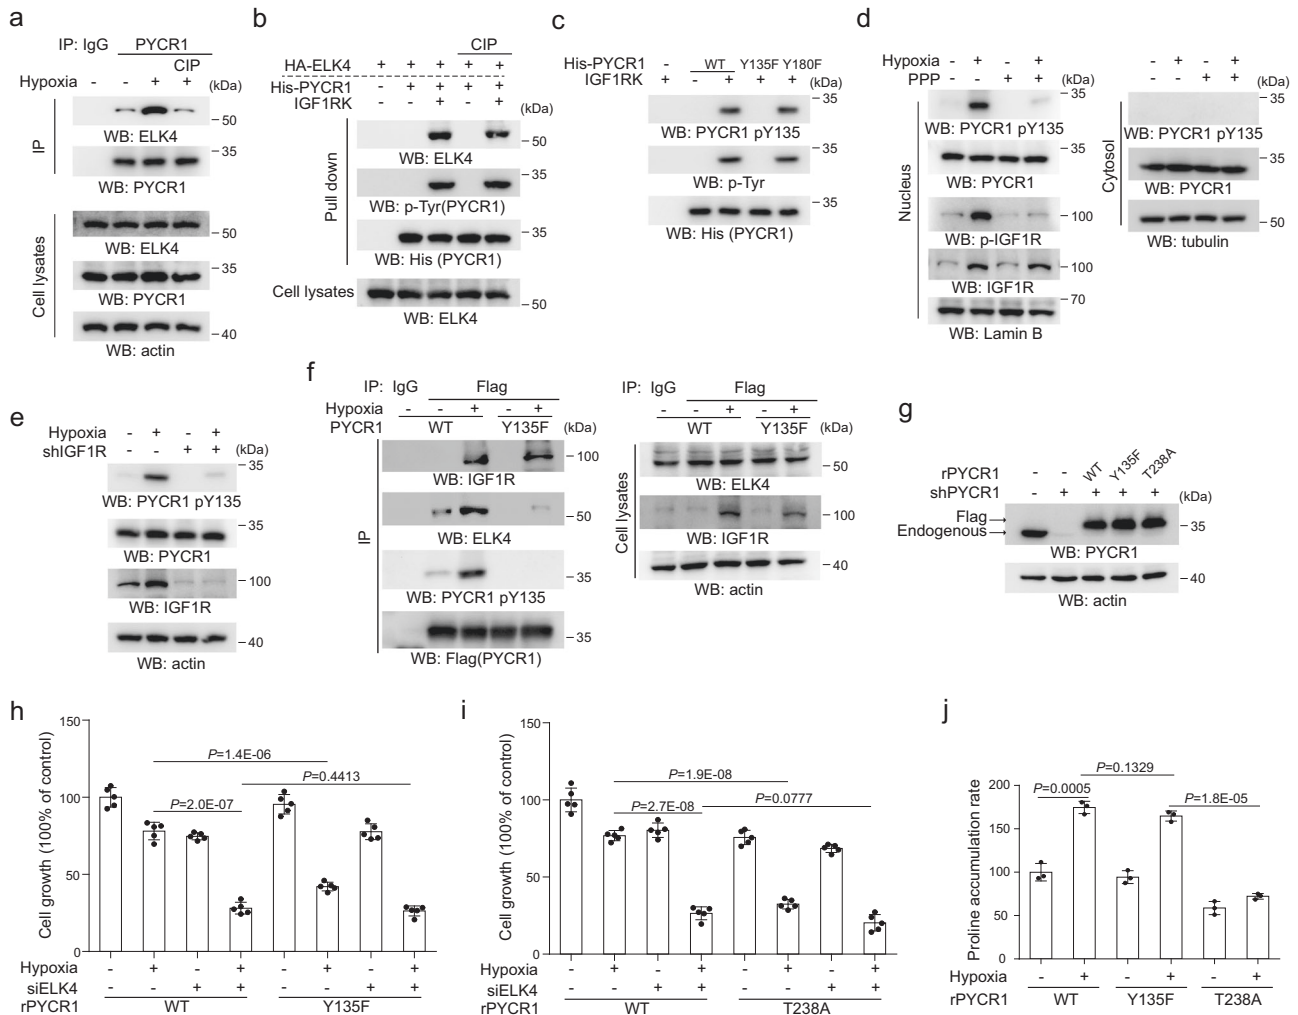 a
IP: IgG PYCR1
CIP
Hypoxia - - + + (kDa)
IP
50
WB: ELK4
35
WB: PYCR1
Cell lysates
50
WB: ELK4
35
WB: PYCR1
40
WB: actin
b
CIP
HA-ELK4 + + + + +
His-PYCR1 - + + + +
IGF1RK - - + - +
(kDa)
Pull down
50
WB: ELK4
35
WB: p-Tyr(PYCR1)
35
WB: His (PYCR1)
Cell lysates
50
WB: ELK4
c
His-PYCR1 - WT Y135F Y180F
IGF1RK + - + + +
(kDa)
35
WB: PYCR1 pY135
35
WB: p-Tyr
35
WB: His (PYCR1)
d
Hypoxia - + - +
PPP - - + +
(kDa)
Nucleus
35
WB: PYCR1 pY135
35
WB: PYCR1
100
WB: p-IGF1R
100
WB: IGF1R
70
WB: Lamin B
- + - +
- - + +
(kDa)
Cytosol
35
WB: PYCR1 pY135
35
WB: PYCR1
50
WB: tubulin
e
Hypoxia - + - +
shIGF1R - - + + (kDa)
35
WB: PYCR1 pY135
35
WB: PYCR1
100
WB: IGF1R
40
WB: actin
f
IP: IgG Flag
Hypoxia - - + - +
PYCR1 WT Y135F (kDa)
IP
100
WB: IGF1R
50
WB: ELK4
35
WB: PYCR1 pY135
35
WB: Flag(PYCR1)
IP: IgG Flag
- - + - +
WT Y135F (kDa)
Cell lysates
50
WB: ELK4
100
WB: IGF1R
40
WB: actin
g
rPYCR1 - - WT Y135F T238A
shPYCR1 - + + + +
(kDa)
Flag→
Endogenous→
35
WB: PYCR1
40
WB: actin
h
Cell growth (100% of control)
150
100
50
0
P=1.4E-06
P=0.4413
P=2.0E-07
Hypoxia - + - + - + - +
siELK4 - - + + - - + +
rPYCR1 WT Y135F
i
Cell growth (100% of control)
150
100
50
0
P=1.9E-08
P=2.7E-08
P=0.0777
Hypoxia - + - + - + - +
siELK4 - - + + - - + +
rPYCR1 WT T238A
j
Proline accumulation rate
200
150
100
50
0
P=0.1329
P=0.0005
P=1.8E-05
Hypoxia - + - + - +
rPYCR1 WT Y135F T238A